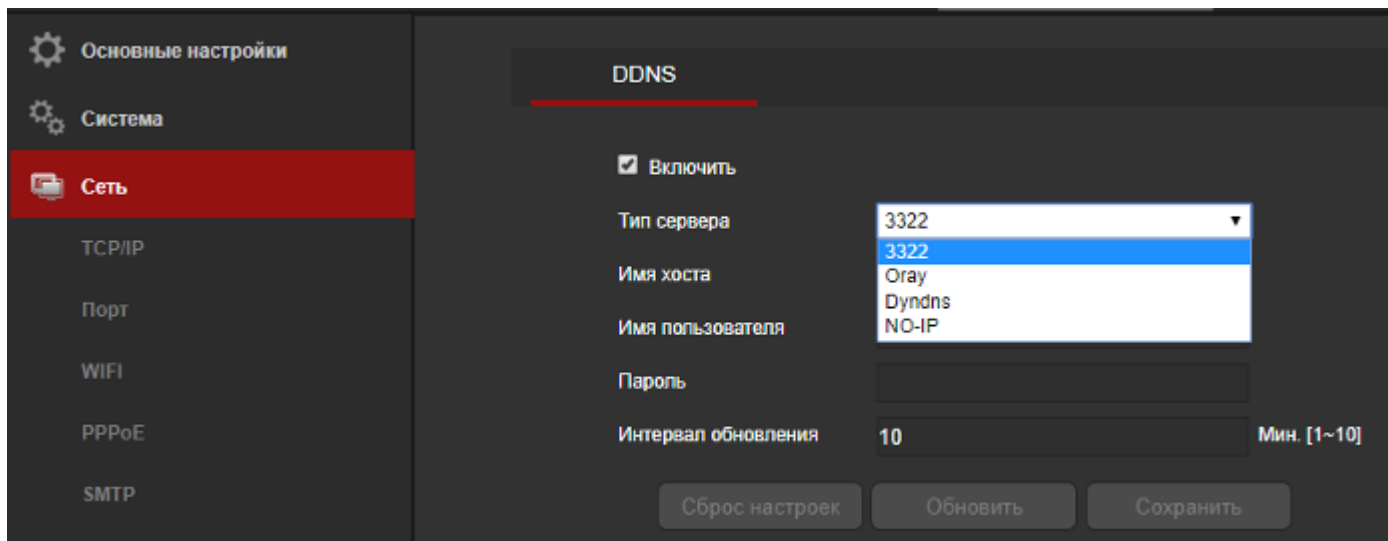 Основные настройки
DDNS
Система
Включить
Сеть
Тип сервера 3322
3322
TCP/IP
Имя хоста Oray
Dyndns
Порт
Имя пользователя NO-IP
WIFI
Пароль
PPPoE
Интервал обновления 10 Мин. [1~10]
SMTP
Сброс настроек Обновить Сохранить